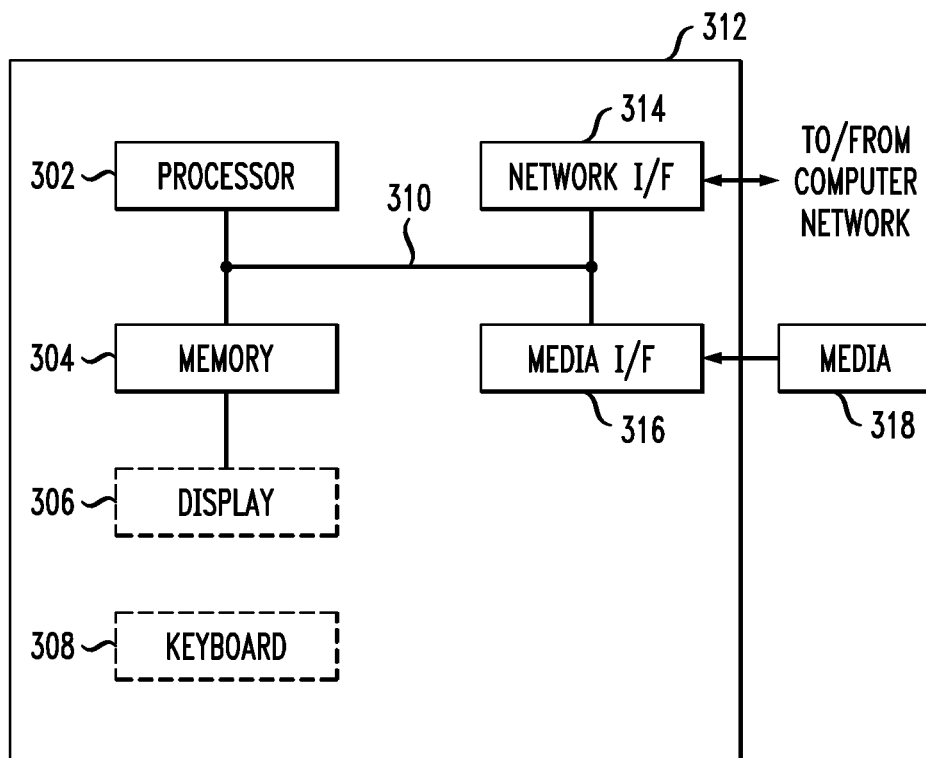 312
314
302
PROCESSOR
NETWORK I/F
TO/FROM
COMPUTER
NETWORK
310
304
MEMORY
MEDIA I/F
MEDIA
316
318
306
DISPLAY
308
KEYBOARD